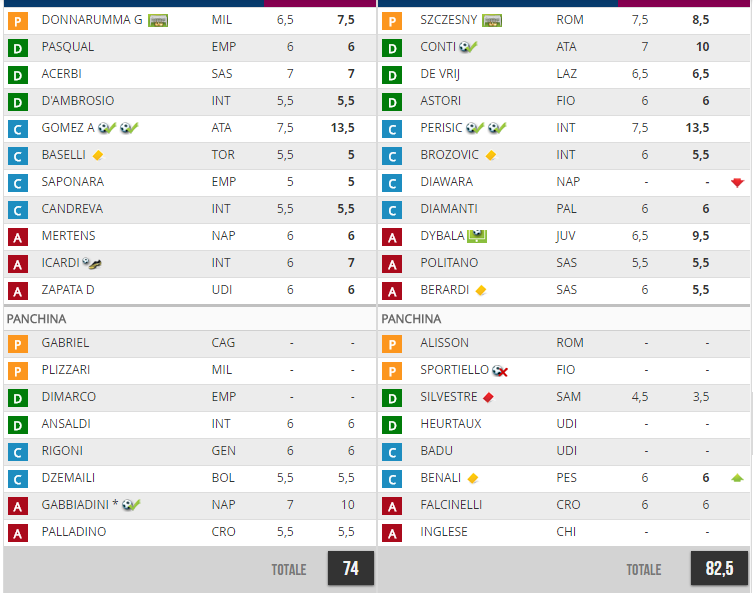 P DONNARUMMA G MIL 6,5 7,5
D PASQUAL EMP 6 6
D ACERBI SAS 7 7
D D'AMBROSIO INT 5,5 5,5
C GOMEZ A ATA 7,5 13,5
C BASELLI TOR 5,5 5
C SAPONARA EMP 5 5
C CANDREVA INT 5,5 5,5
A MERTENS NAP 6 6
A ICARDI INT 6 7
A ZAPATA D UDI 6 6
PANCHINA
P GABRIEL CAG - -
P PLIZZARI MIL - -
D DIMARCO EMP - -
D ANSALDI INT 6 6
C RIGONI GEN 6 6
C DZEMAILI BOL 5,5 5,5
A GABBIADINI * NAP 7 10
A PALLADINO CRO 5,5 5,5
TOTALE 74
P SZCZESNY ROM 7,5 8,5
D CONTI ATA 7 10
D DE VRIJ LAZ 6,5 6,5
D ASTORI FIO 6 6
C PERISIC INT 7,5 13,5
C BROZOVIC INT 6 5,5
C DIAWARA NAP - -
C DIAMANTI PAL 6 6
A DYBALA JUV 6,5 9,5
A POLITANO SAS 5,5 5,5
A BERARDI SAS 6 5,5
PANCHINA
P ALISSON ROM - -
P SPORTIELLO FIO - -
D SILVESTRE SAM 4,5 3,5
D HEURTAUX UDI - -
C BADU UDI - -
C BENALI PES 6 6
A FALCINELLI CRO 6 6
A INGLESE CHI - -
TOTALE 82,5